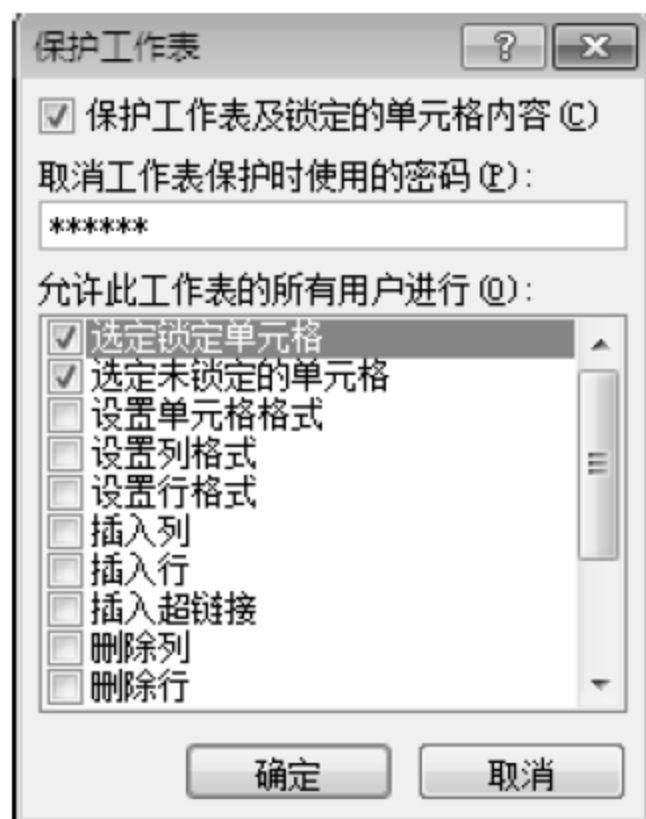 保护工作表
保护工作表及锁定的单元格内容(C)
取消工作表保护时使用的密码(P):
******
允许此工作表的所有用户进行(O):
选定锁定单元格
选定未锁定的单元格
设置单元格格式
设置列格式
设置行格式
插入列
插入行
插入超链接
删除列
删除行
确定 取消